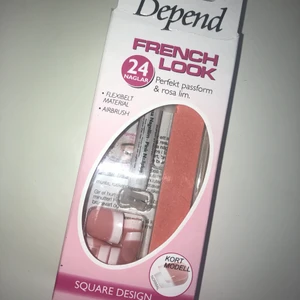 Depend
FRENCH
LOOK
24
NAGLAR
Perfekt passform
& rosa lim.
• FLEXIBELT
MATERIAL
• AIRBRUSH
KORT
MODELL
SQUARE DESIGN